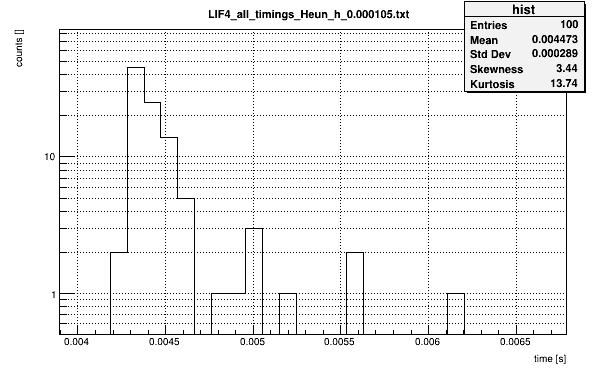 LIF4_all_timings_Heun_h_0.000105.txt
hist
Entries 100
Mean 0.004473
Std Dev 0.000289
Skewness 3.44
Kurtosis 13.74
counts []
10
1
0.004 0.0045 0.005 0.0055 0.006 0.0065
time [s]